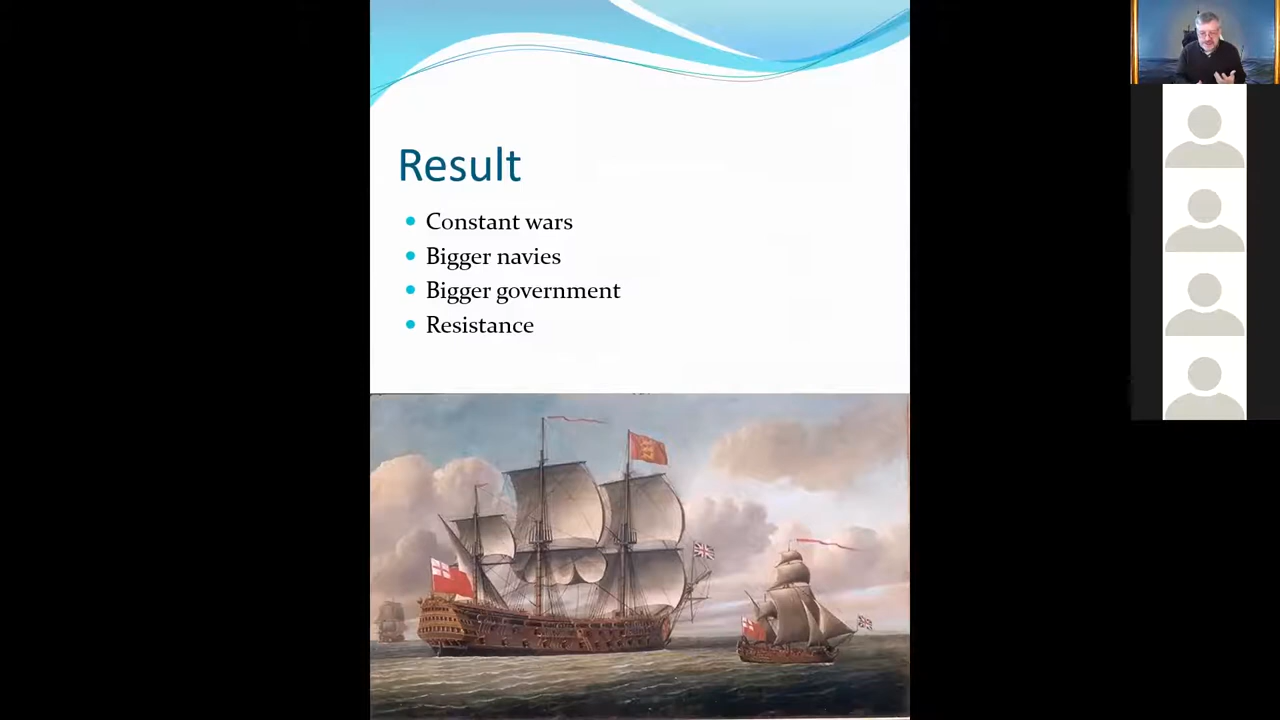 Result
Constant wars
Bigger navies
Bigger government
Resistance